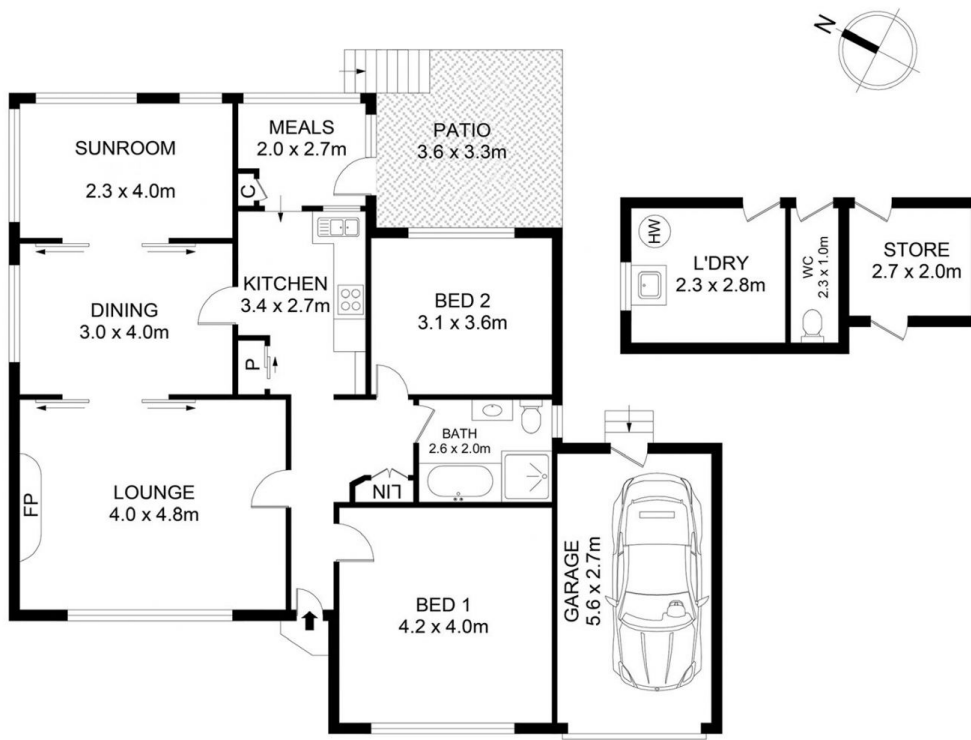 N
SUNROOM
2.3 x 4.0m
MEALS
2.0 x 2.7m
PATIO
3.6 x 3.3m
C
KITCHEN
3.4 x 2.7m
DINING
3.0 x 4.0m
BED 2
3.1 x 3.6m
P
BATH
2.6 x 2.0m
LIN
LOUNGE
4.0 x 4.8m
FP
BED 1
4.2 x 4.0m
GARAGE
5.6 x 2.7m
HW
L'DRY
2.3 x 2.8m
WC
2.3 x 1.0m
STORE
2.7 x 2.0m